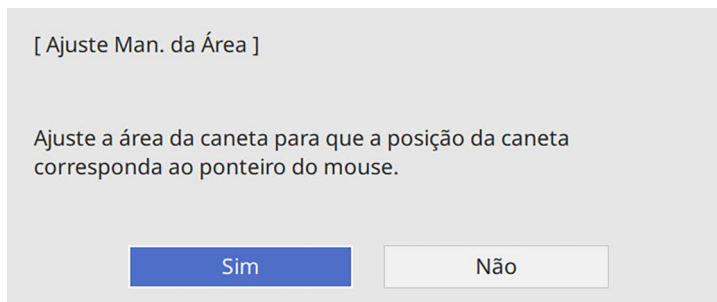 [ Ajuste Man. da Área ]
Ajuste a área da caneta para que a posição da caneta
corresponda ao ponteiro do mouse.
Sim
Não